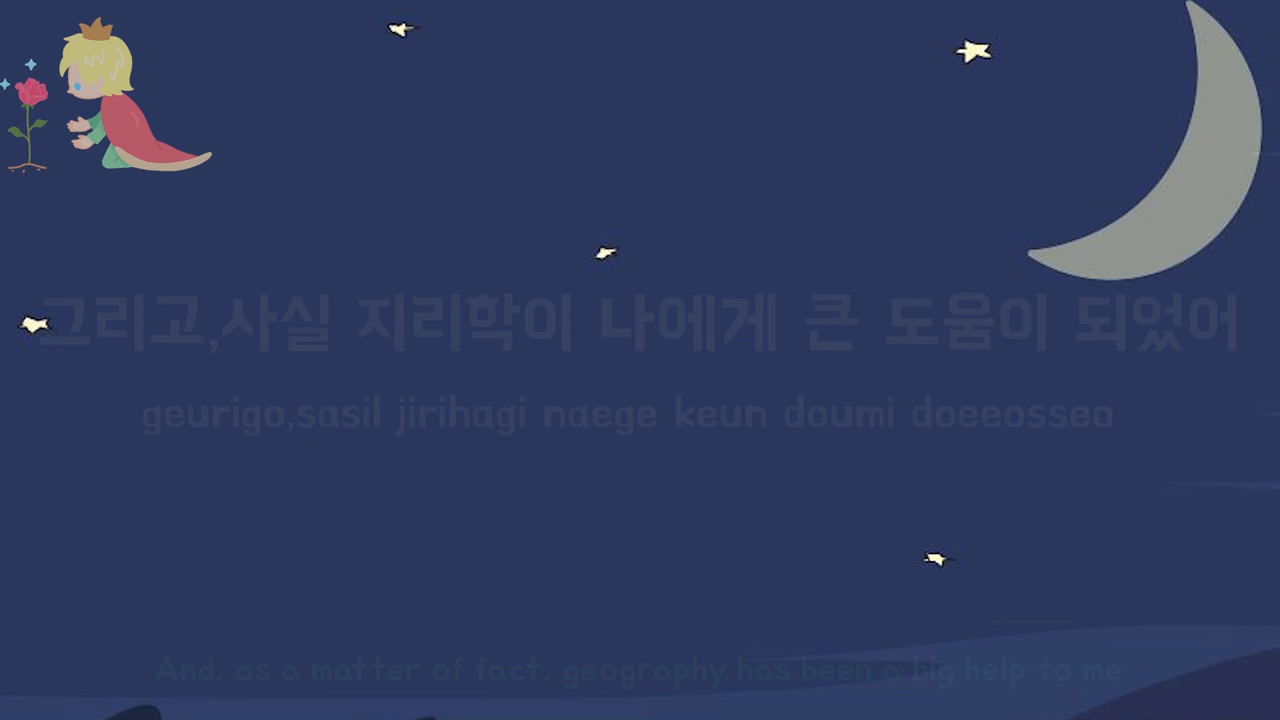 그리고,사실 지리학이 나에게 큰 도움이 되었어
geurigo,sasil jirihagi naege keun doumi doeeosseo
And, as a matter of fact, geography has been a big help to me